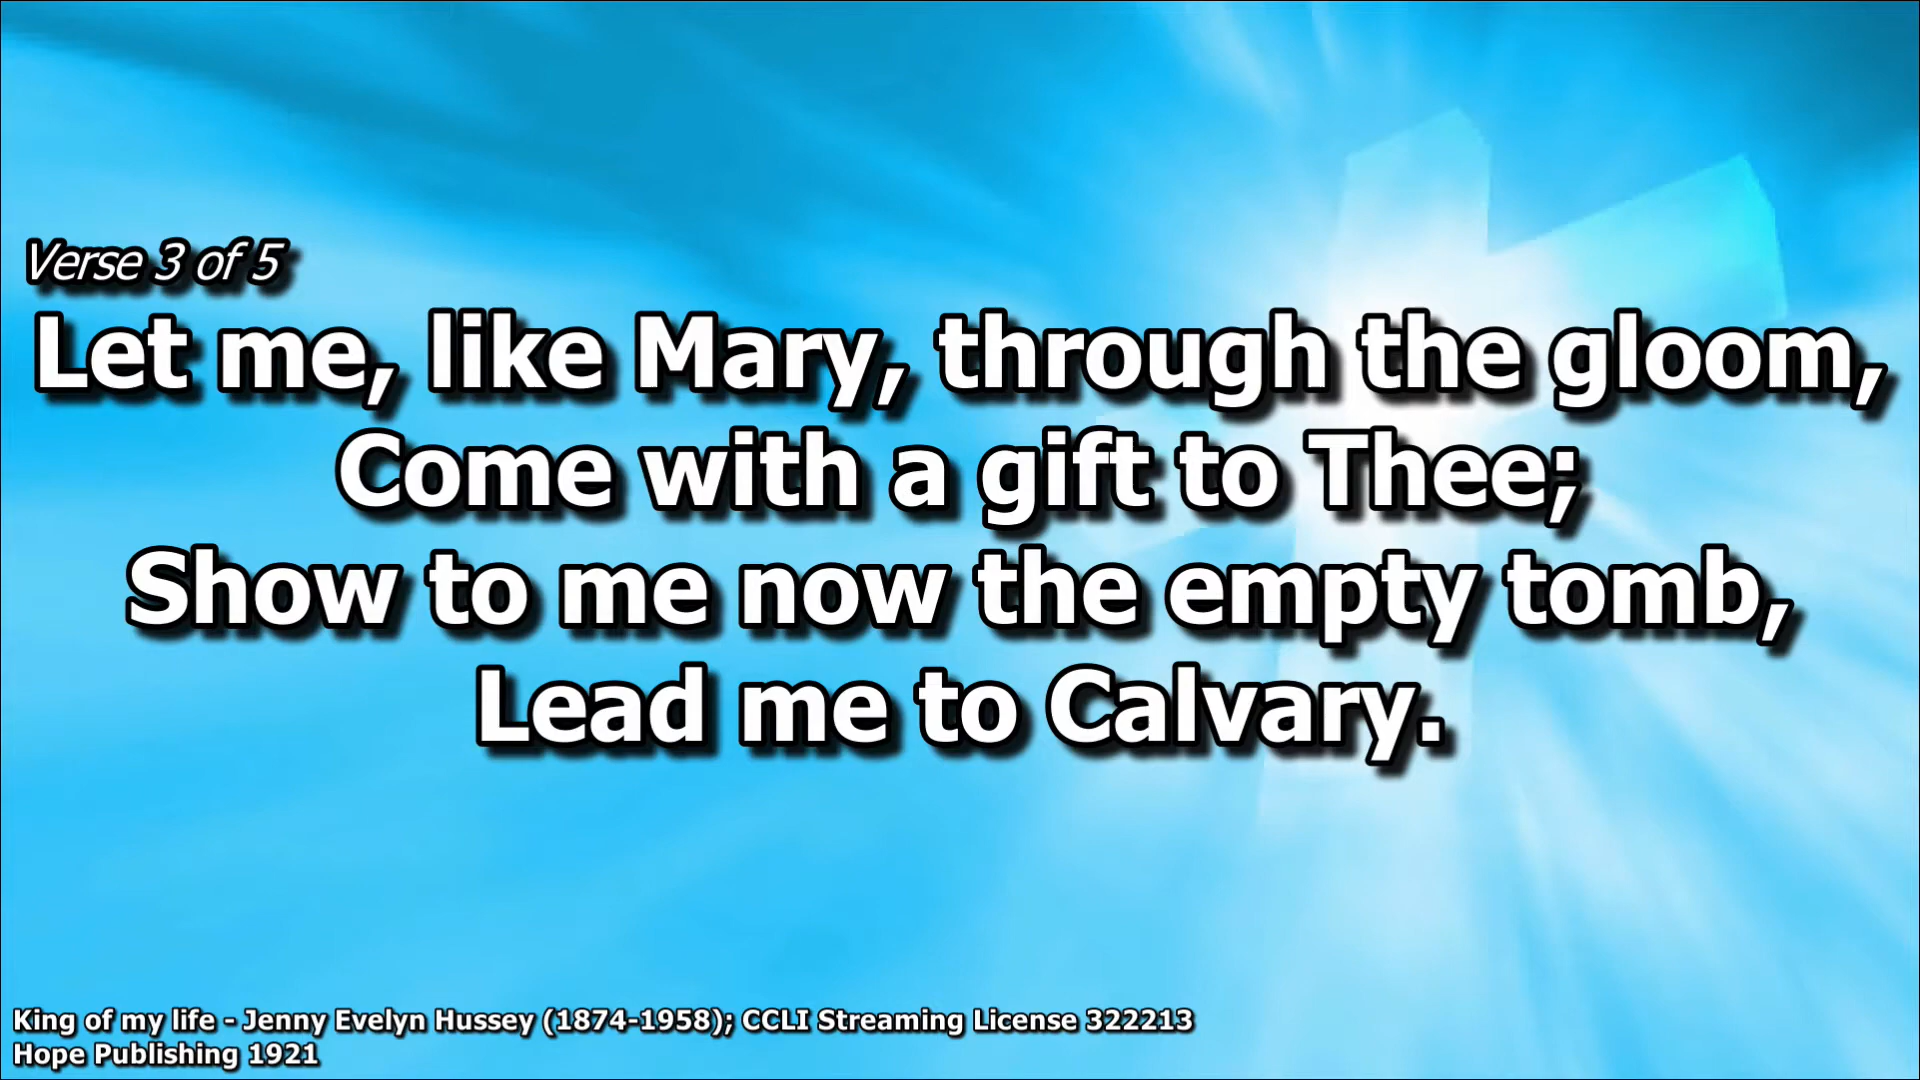 Verse 3 of 5
Let me, like Mary, through the gloom,
Come with a gift to Thee;
Show to me now the empty tomb,
Lead me to Calvary.
King of my life - Jenny Evelyn Hussey (1874-1958); CCLI Streaming License 322213
Hope Publishing 1921